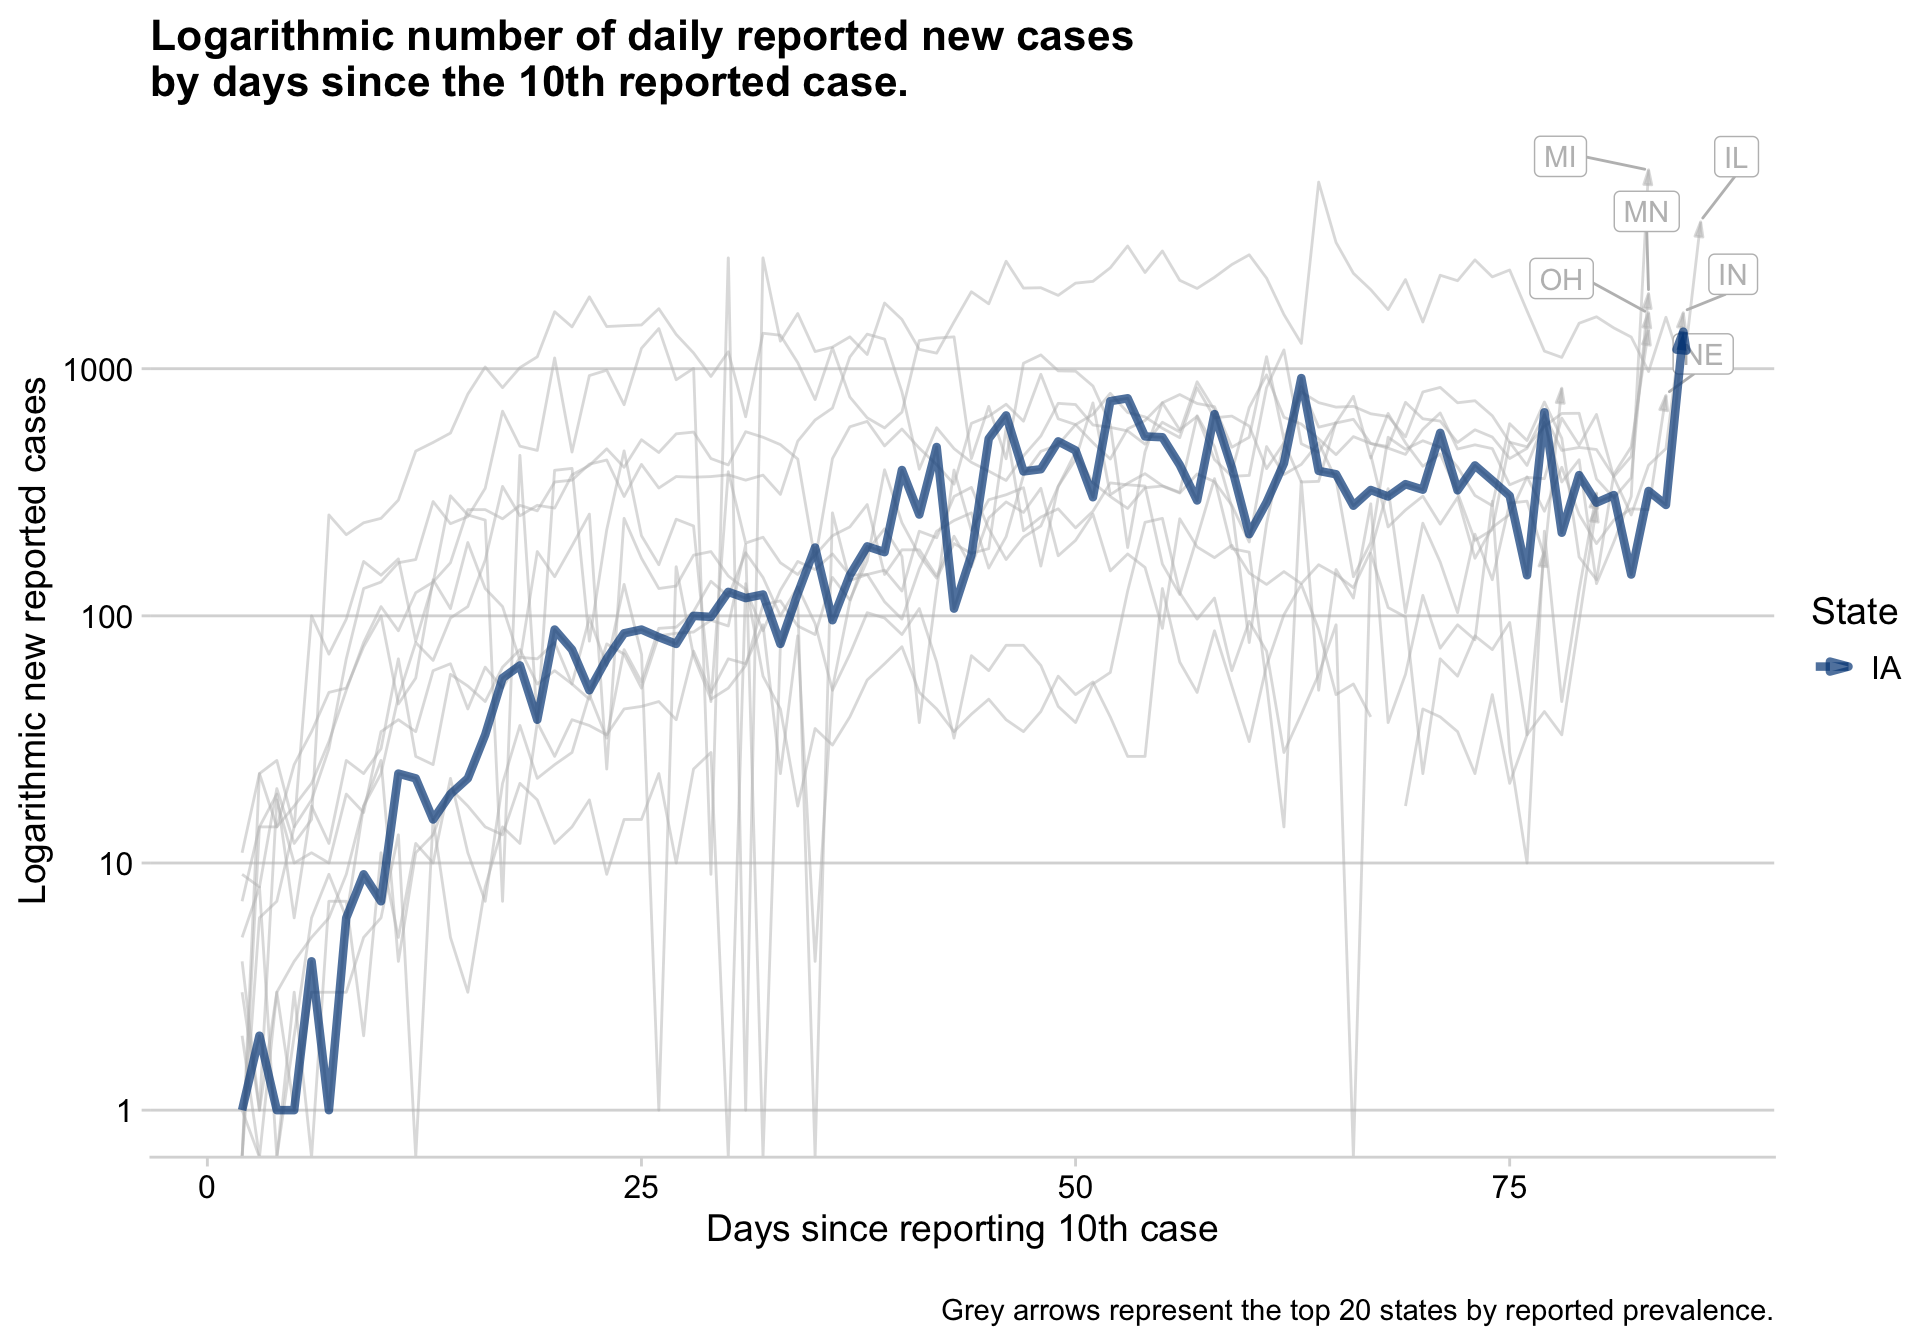 Logarithmic number of daily reported new cases
by days since the 10th reported case.
MI
IL
MN
OH
IN
NE
Logarithmic new reported cases
1000
100
10
1
0
25
50
75
Days since reporting 10th case
State
IA
Grey arrows represent the top 20 states by reported prevalence.